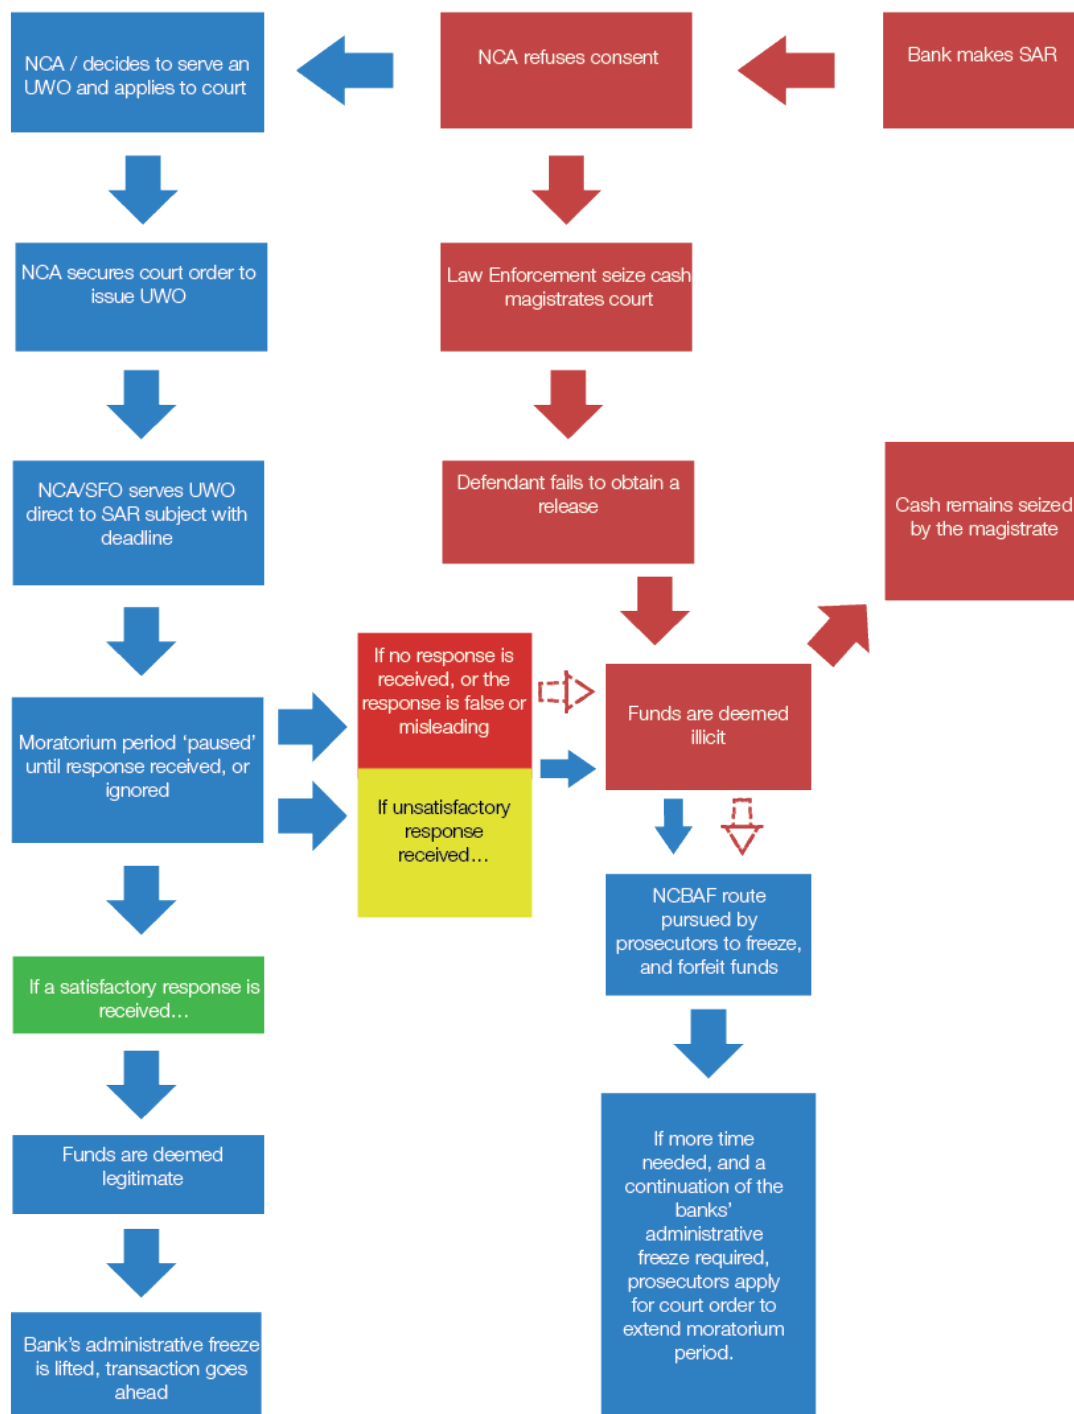 NCA / decides to serve an
UWO and applies to court
NCA refuses consent
Bank makes SAR
NCA secures court order to
issue UWO
Law Enforcement seize cash
magistrates court
NCA/SFO serves UWO
direct to SAR subject with
deadline
Defendant fails to obtain a
release
Cash remains seized
by the magistrate
Moratorium period ‘paused’
until response received, or
ignored
If no response is
received, or the
response is false or
misleading
If unsatisfactory
response
received…
Funds are deemed
illicit
NCBAF route
pursued by
prosecutors to freeze,
and forfeit funds
If a satisfactory response is
received…
Funds are deemed
legitimate
Bank’s administrative freeze
is lifted, transaction goes
ahead
If more time
needed, and a
continuation of the
banks’
administrative
freeze required,
prosecutors apply
for court order to
extend moratorium
period.